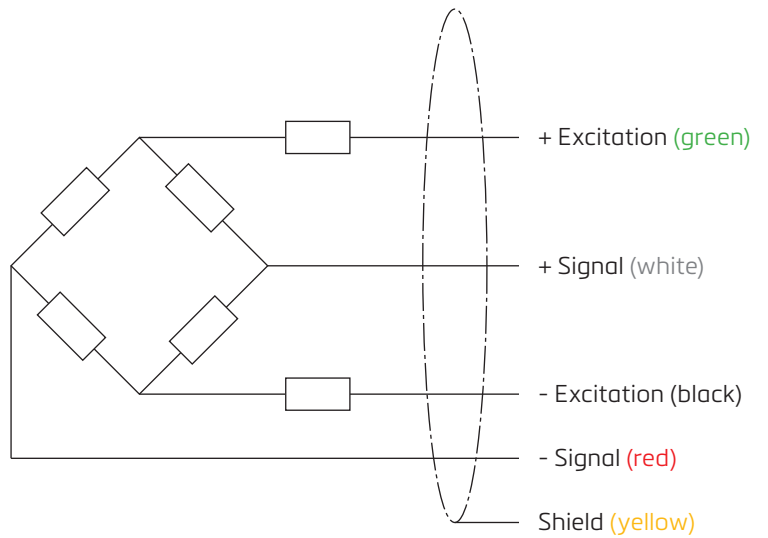 + Excitation (green)
+ Signal (white)
- Excitation (black)
- Signal (red)
Shield (yellow)